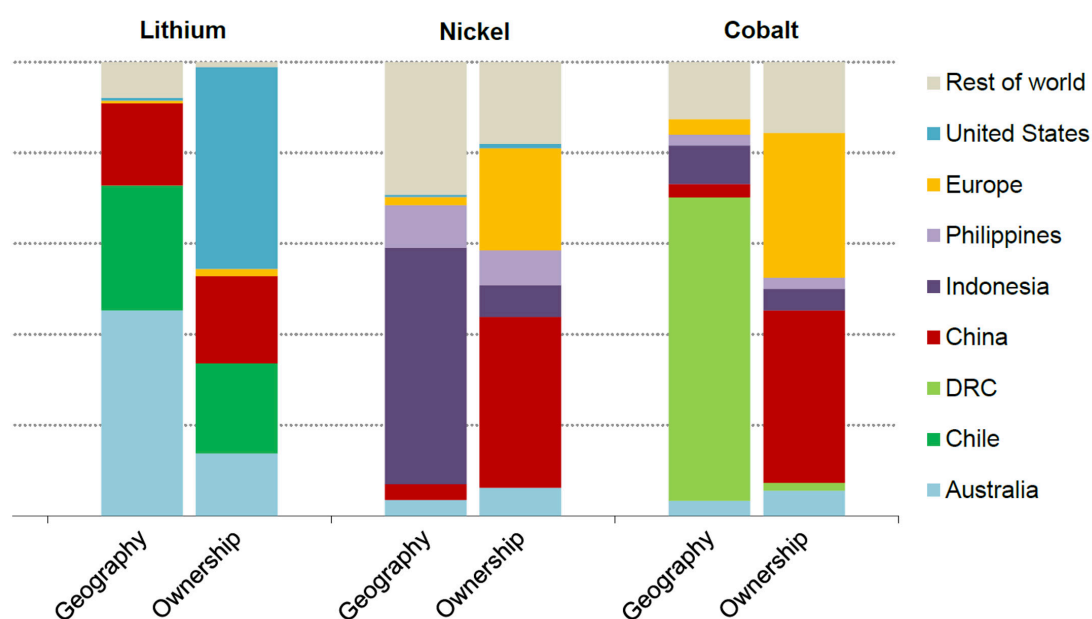 Lithium
Nickel
Cobalt
Rest of world
United States
Europe
Philippines
Indonesia
China
DRC
Chile
Australia
Geography
Ownership
Geography
Ownership
Geography
Ownership